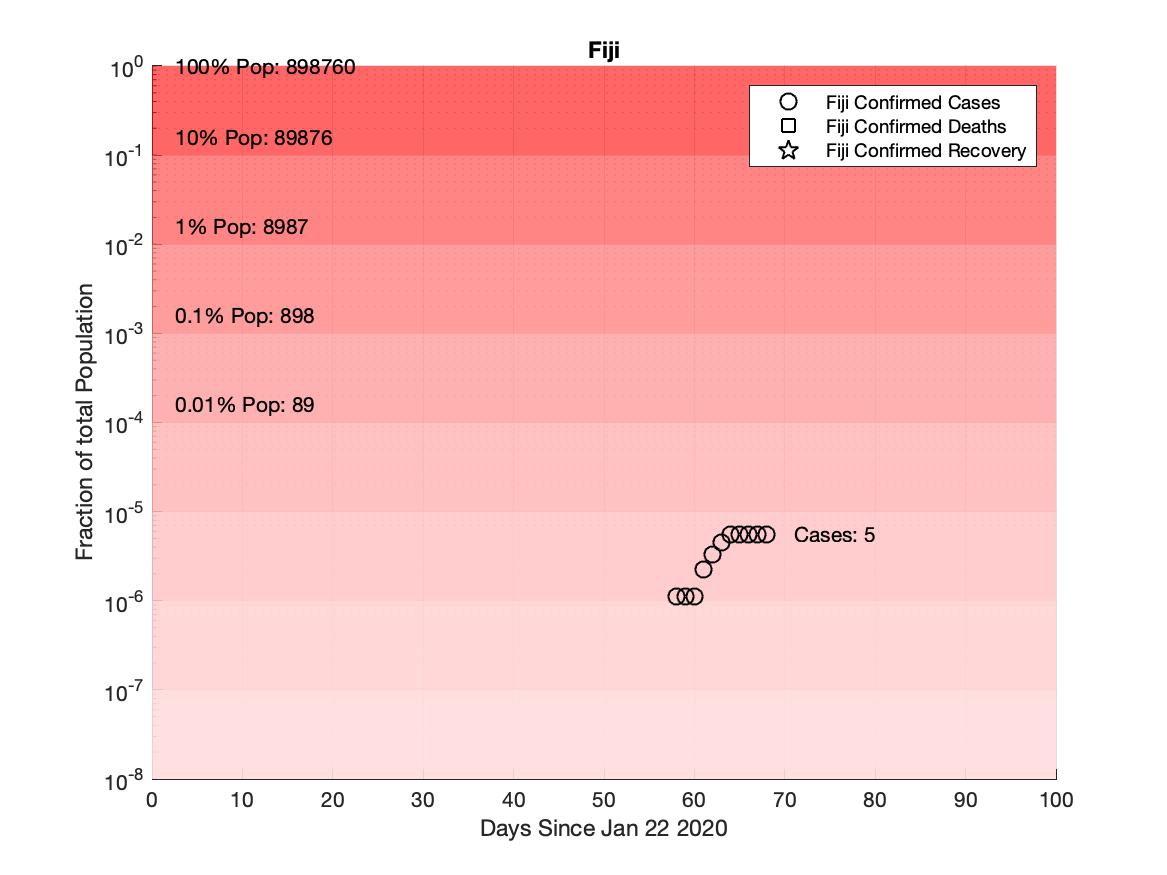 Fiji
10⁰
100% Pop: 898760
Fiji Confirmed Cases
Fiji Confirmed Deaths
Fiji Confirmed Recovery
10% Pop: 89876
10⁻¹
1% Pop: 8987
10⁻²
0.1% Pop: 898
10⁻³
0.01% Pop: 89
10⁻⁴
10⁻⁵
Cases: 5
10⁻⁶
10⁻⁷
10⁻⁸
Fraction of total Population
0 10 20 30 40 50 60 70 80 90 100
Days Since Jan 22 2020